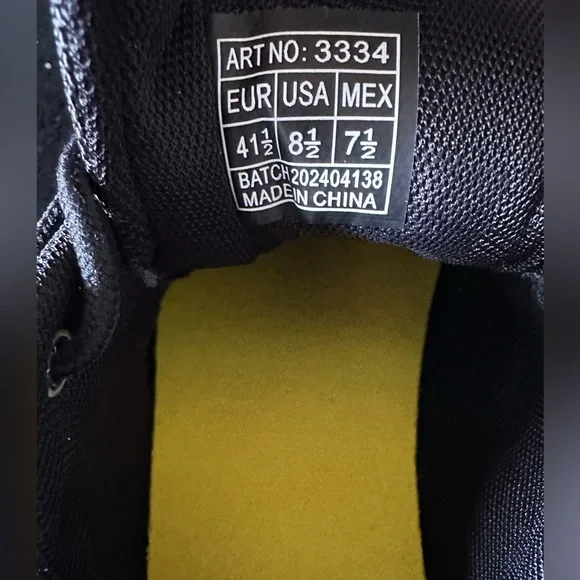 ART NO: 3334
EUR USA MEX
41½ 8½ 7½
BATCH 202404138
MADE IN CHINA